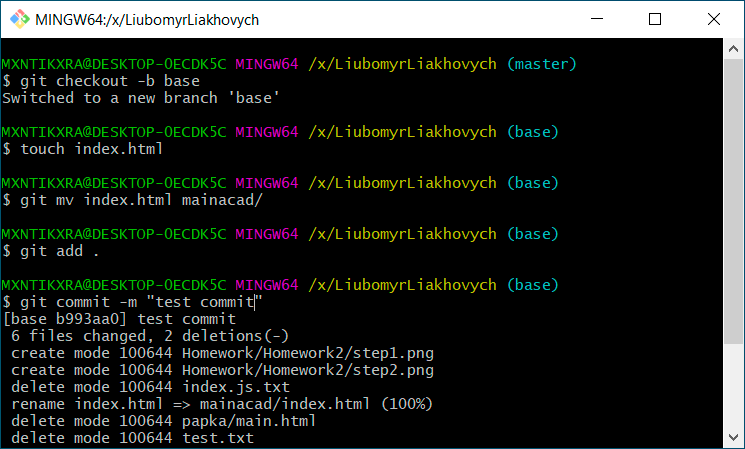 MINGW64:/x/LiubomyrLiakhovych
MXNTIKXRA@DESKTOP-OECDK5C MINGW64 /x/LiubomyrLiakhovych (master)
$ git checkout -b base
Switched to a new branch 'base'
MXNTIKXRA@DESKTOP-OECDK5C MINGW64 /x/LiubomyrLiakhovych (base)
$ touch index.html
MXNTIKXRA@DESKTOP-OECDK5C MINGW64 /x/LiubomyrLiakhovych (base)
$ git mv index.html mainacad/
MXNTIKXRA@DESKTOP-OECDK5C MINGW64 /x/LiubomyrLiakhovych (base)
$ git add .
MXNTIKXRA@DESKTOP-OECDK5C MINGW64 /x/LiubomyrLiakhovych (base)
$ git commit -m "test commit"
[base b993aa0] test commit
 6 files changed, 2 deletions(-)
 create mode 100644 Homework/Homework2/step1.png
 create mode 100644 Homework/Homework2/step2.png
 delete mode 100644 index.js.txt
 rename index.html => mainacad/index.html (100%)
 delete mode 100644 papka/main.html
 delete mode 100644 test.txt